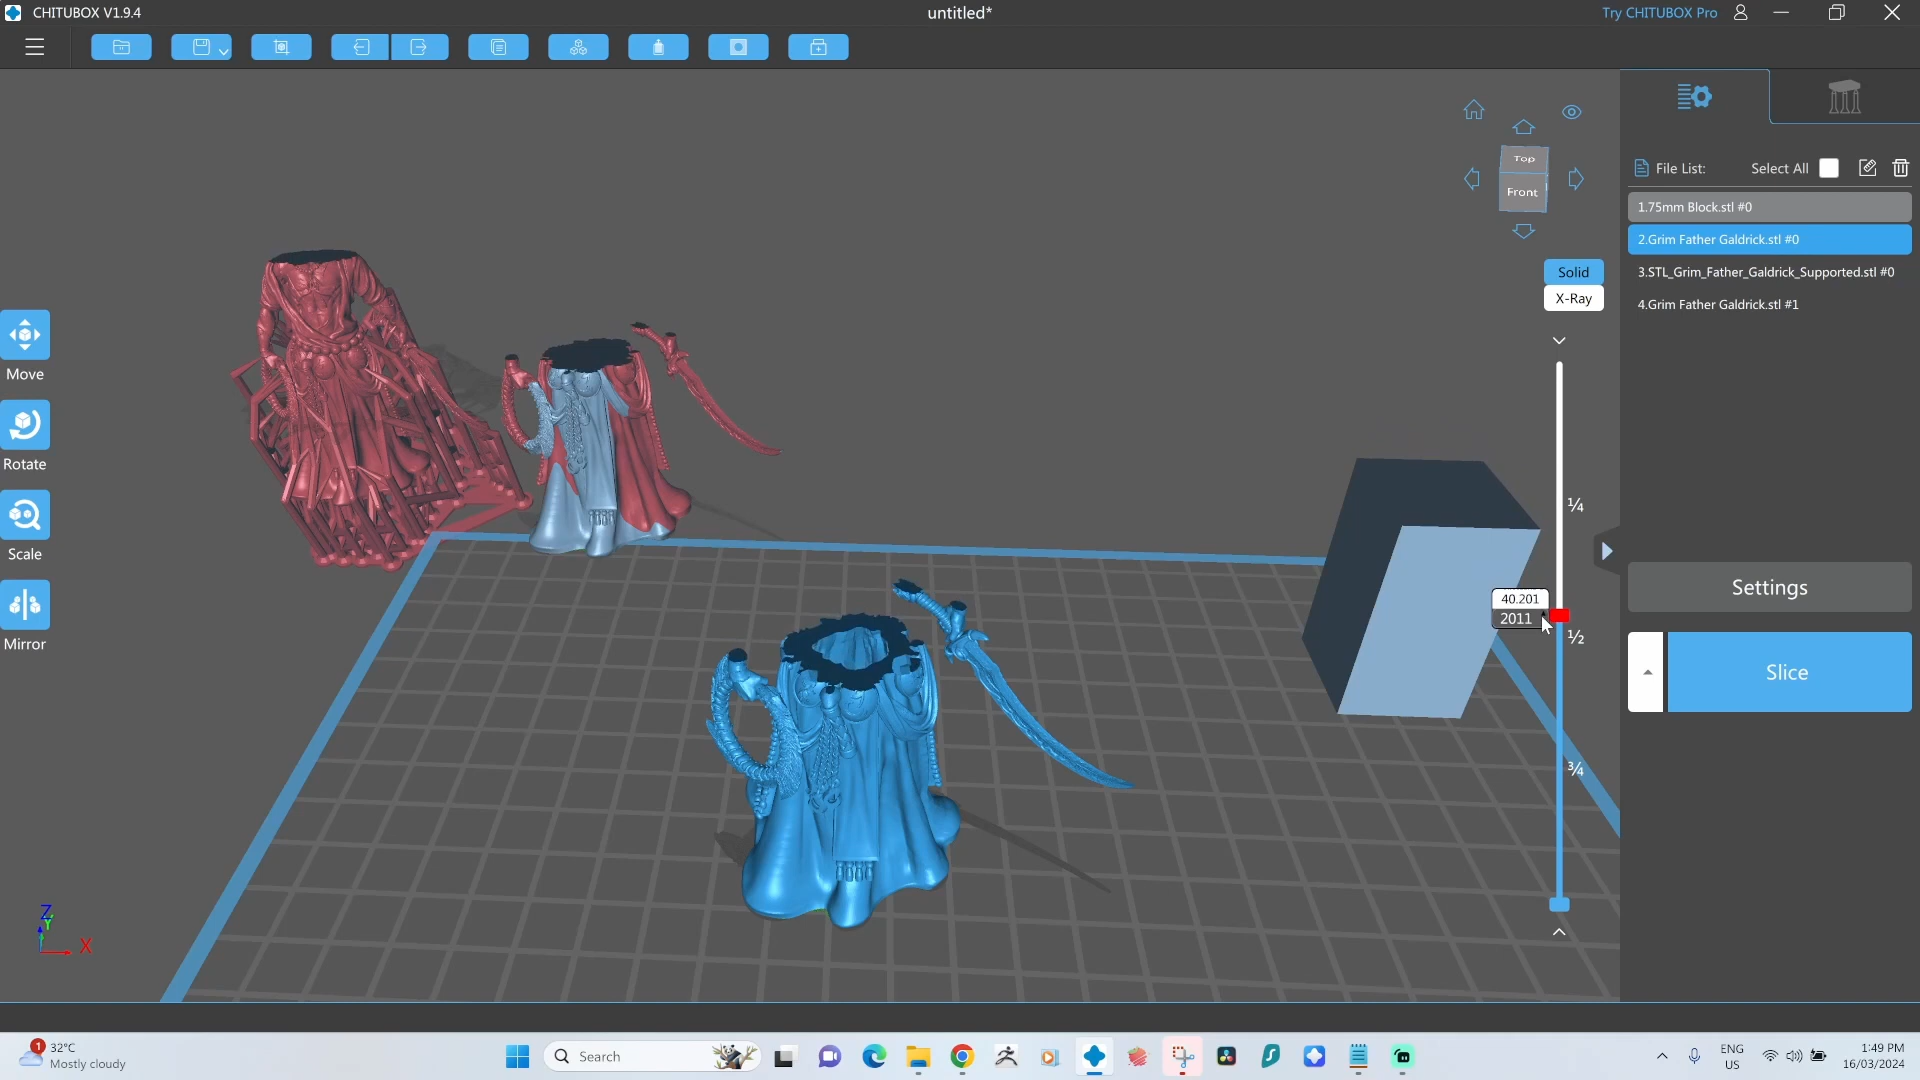 CHITUBOX V1.9.4
untitled*
Try CHITUBOX Pro
File List:
Select All
1.75mm Block.stl #0
2.Grim Father Galdrick.stl #0
3.STL_Grim_Father_Galdrick_Supported.stl #0
4.Grim Father Galdrick.stl #1
Top
Front
Solid
X-Ray
Move
Rotate
Scale
Mirror
¼
40.201
2011
½
¾
Settings
Slice
Z
Y
X
1
32°C
Mostly cloudy
Search
ENG
US
1:49 PM
16/03/2024